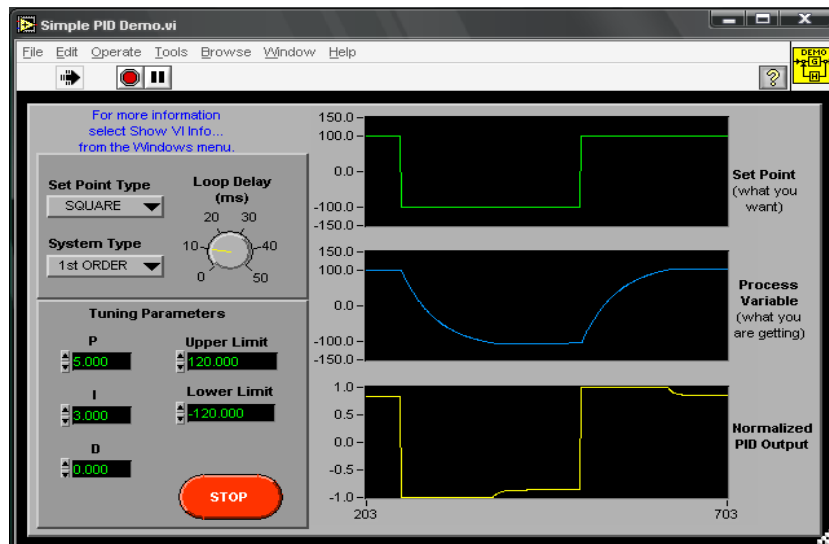 Simple PID Demo.vi
File Edit Operate Tools Browse Window Help
DEMO
G
H
?
For more information
select Show VI Info...
from the Windows menu.
Set Point Type
SQUARE
System Type
1st ORDER
Loop Delay
(ms)
20 30
10 40
0 50
Tuning Parameters
P
5.000
I
3.000
D
0.000
Upper Limit
120.000
Lower Limit
-120.000
STOP
150.0
100.0
0.0
-100.0
-150.0
Set Point
(what you
want)
150.0
100.0
0.0
-100.0
-150.0
Process
Variable
(what you
are getting)
1.0
0.5
0.0
-0.5
-1.0
203 703
Normalized
PID Output